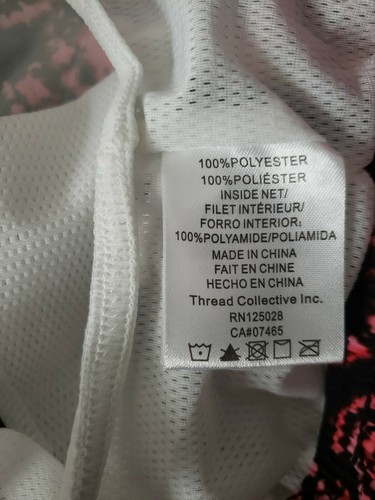 100%POLYESTER
100%POLIÉSTER
INSIDE NET/
FILET INTÉRIEUR/
FORRO INTERIOR:
100%POLYAMIDE/POLIAMIDA
MADE IN CHINA
FAIT EN CHINE
HECHO EN CHINA
Thread Collective Inc.
RN125028
CA#07465